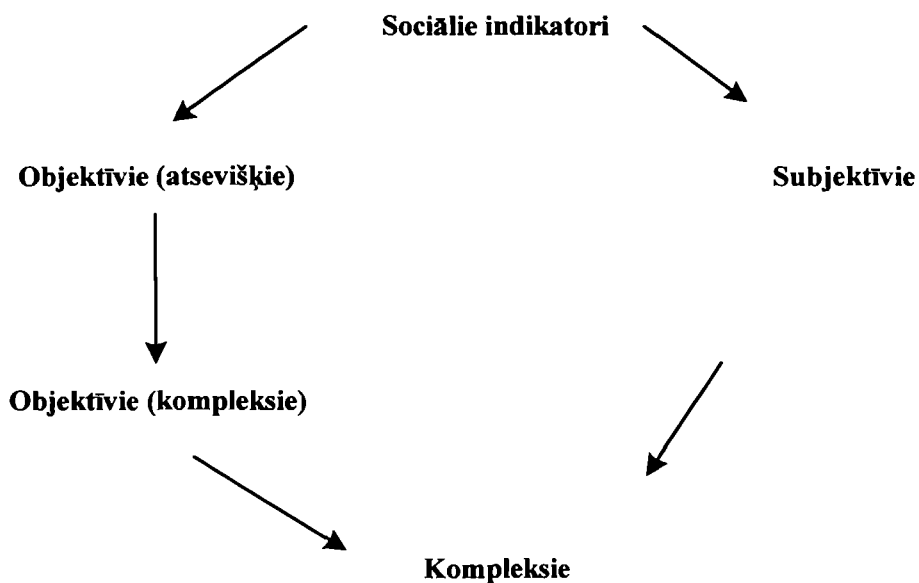 Sociālie indikatori
Objektīvie (atsevišķie)
Subjektīvie
Objektīvie (kompleksie)
Kompleksie